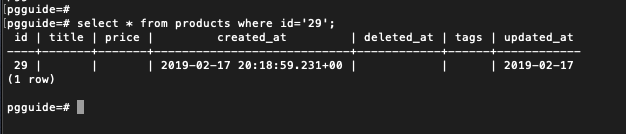 [pgguide=#
[pgguide=# select * from products where id='29';
 id | title | price |         created_at         | deleted_at | tags | updated_at
----+-------+-------+----------------------------+------------+------+------------
 29 |       |       | 2019-02-17 20:18:59.231+00 |            |      | 2019-02-17
(1 row)
pgguide=#